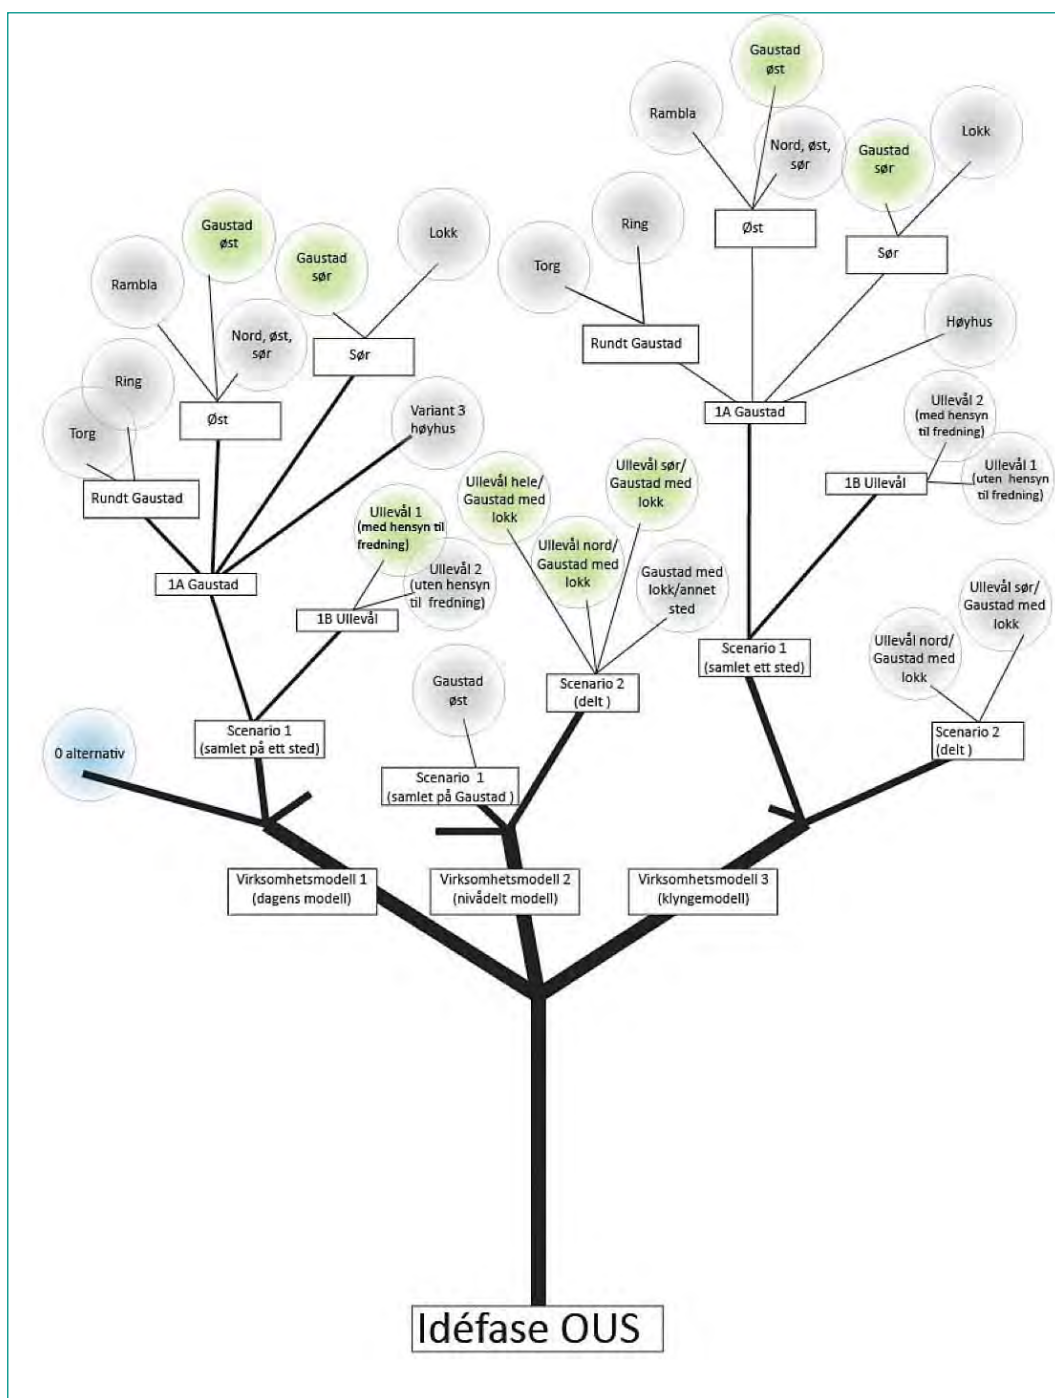 Gaustad
øst
Rambla
Nord, øst,
sør
Gaustad
sør
Lokk
Øst
Sør
Ring
Torg
Rundt Gaustad
Høyhus
1A Gaustad
Ullevål 2
(med hensyn
til fredning)
Ullevål 1
(uten hensyn
til fredning)
1B Ullevål
Scenario 1
(samlet ett sted)
Ullevål sør/
Gaustad med
lokk
Ullevål nord/
Gaustad med
lokk
Scenario 2
(delt )
Gaustad
øst
Gaustad
sør
Lokk
Rambla
Nord, øst,
sør
Sør
Ring
Øst
Variant 3
høyhus
Torg
Rundt Gaustad
1A Gaustad
Ullevål 1
(med hensyn til
fredning)
Ullevål 2
(uten hensyn
til fredning)
1B Ullevål
Scenario 1
(samlet på ett sted)
0 alternativ
Ullevål hele/
Gaustad med
lokk
Ullevål sør/
Gaustad med
lokk
Ullevål nord/
Gaustad med
lokk
Gaustad med
lokk/annet
sted
Scenario 2
(delt )
Gaustad
øst
Scenario 1
(samlet på Gaustad )
Virksomhetsmodell 1
(dagens modell)
Virksomhetsmodell 2
(nivådelt modell)
Virksomhetsmodell 3
(klyngemodell)
Idéfase OUS